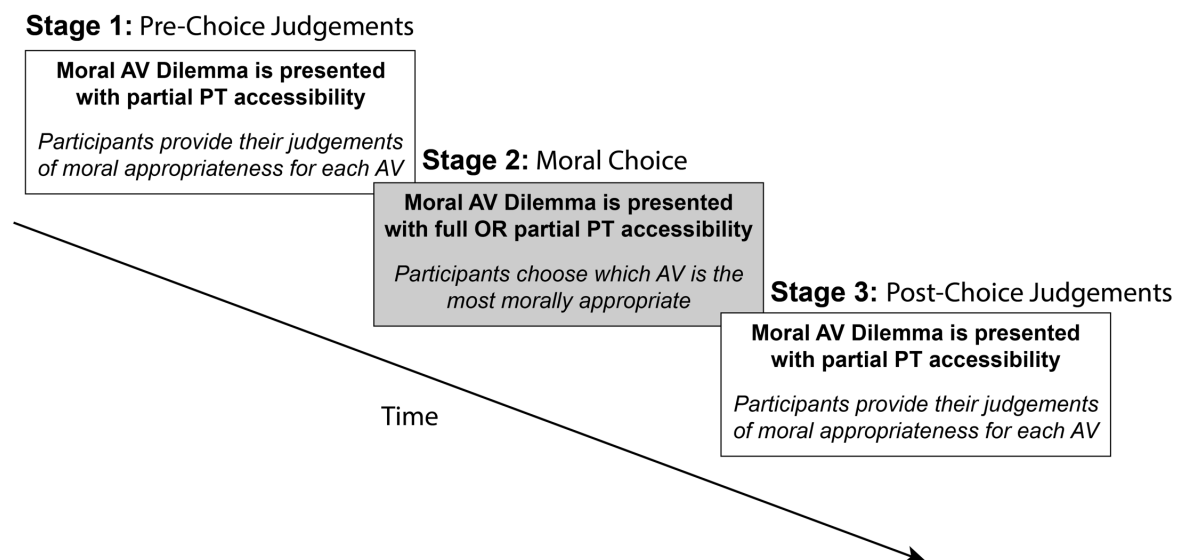 Stage 1: Pre-Choice Judgements
Moral AV Dilemma is presented
with partial PT accessibility
Participants provide their judgements
of moral appropriateness for each AV
Stage 2: Moral Choice
Moral AV Dilemma is presented
with full OR partial PT accessibility
Participants choose which AV is the
most morally appropriate
Stage 3: Post-Choice Judgements
Moral AV Dilemma is presented
with partial PT accessibility
Participants provide their judgements
of moral appropriateness for each AV
Time